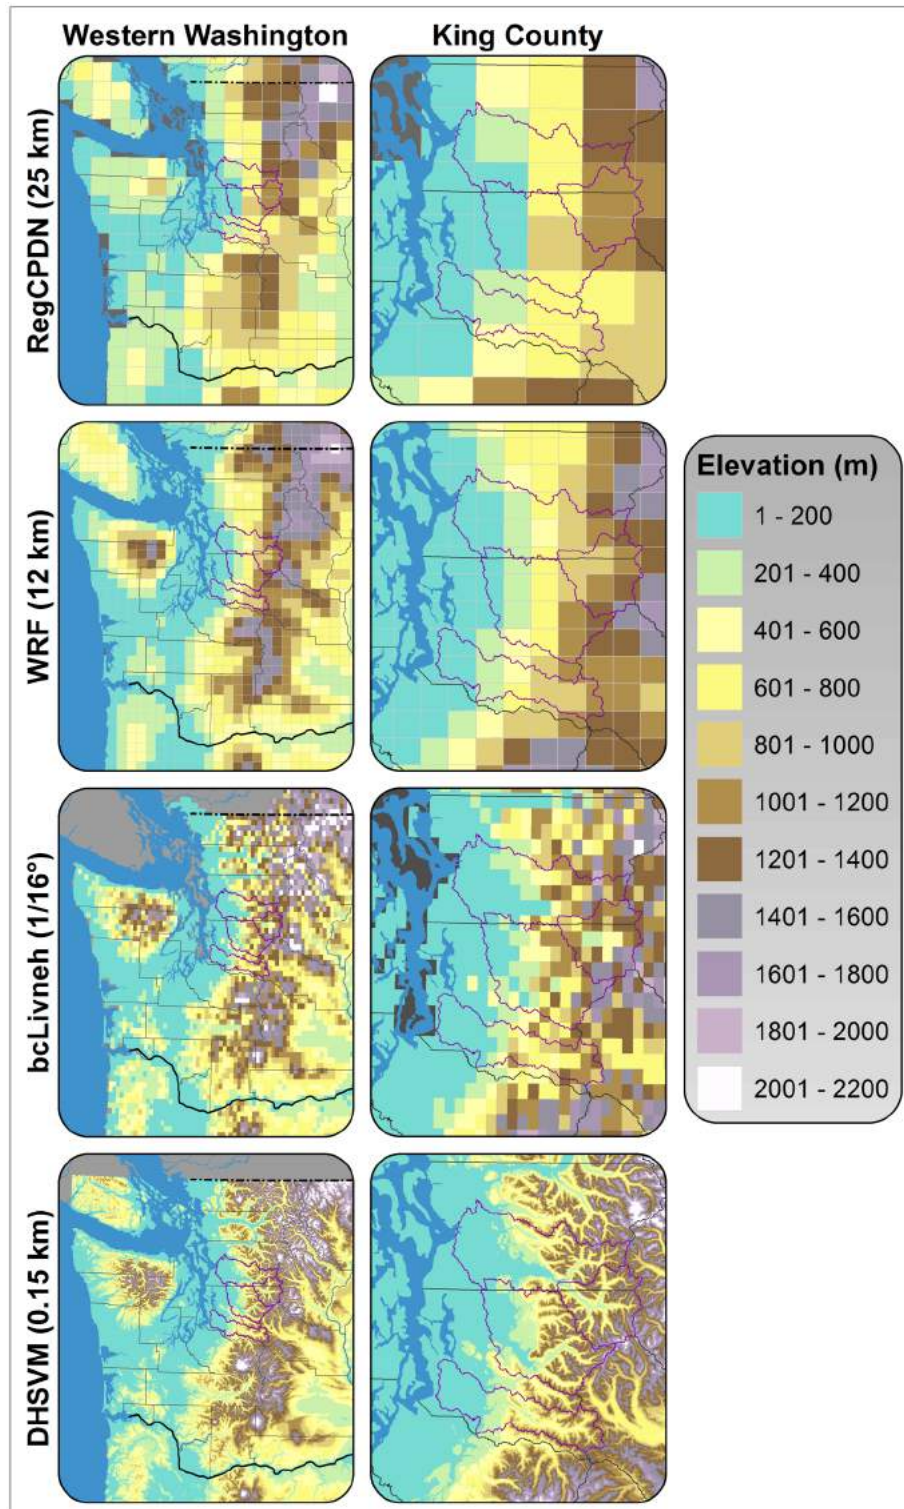 Western Washington
King County
RegCPDN (25 km)
WRF (12 km)
bcLivneh (1/16°)
DHSVM (0.15 km)
Elevation (m)
1 - 200
201 - 400
401 - 600
601 - 800
801 - 1000
1001 - 1200
1201 - 1400
1401 - 1600
1601 - 1800
1801 - 2000
2001 - 2200